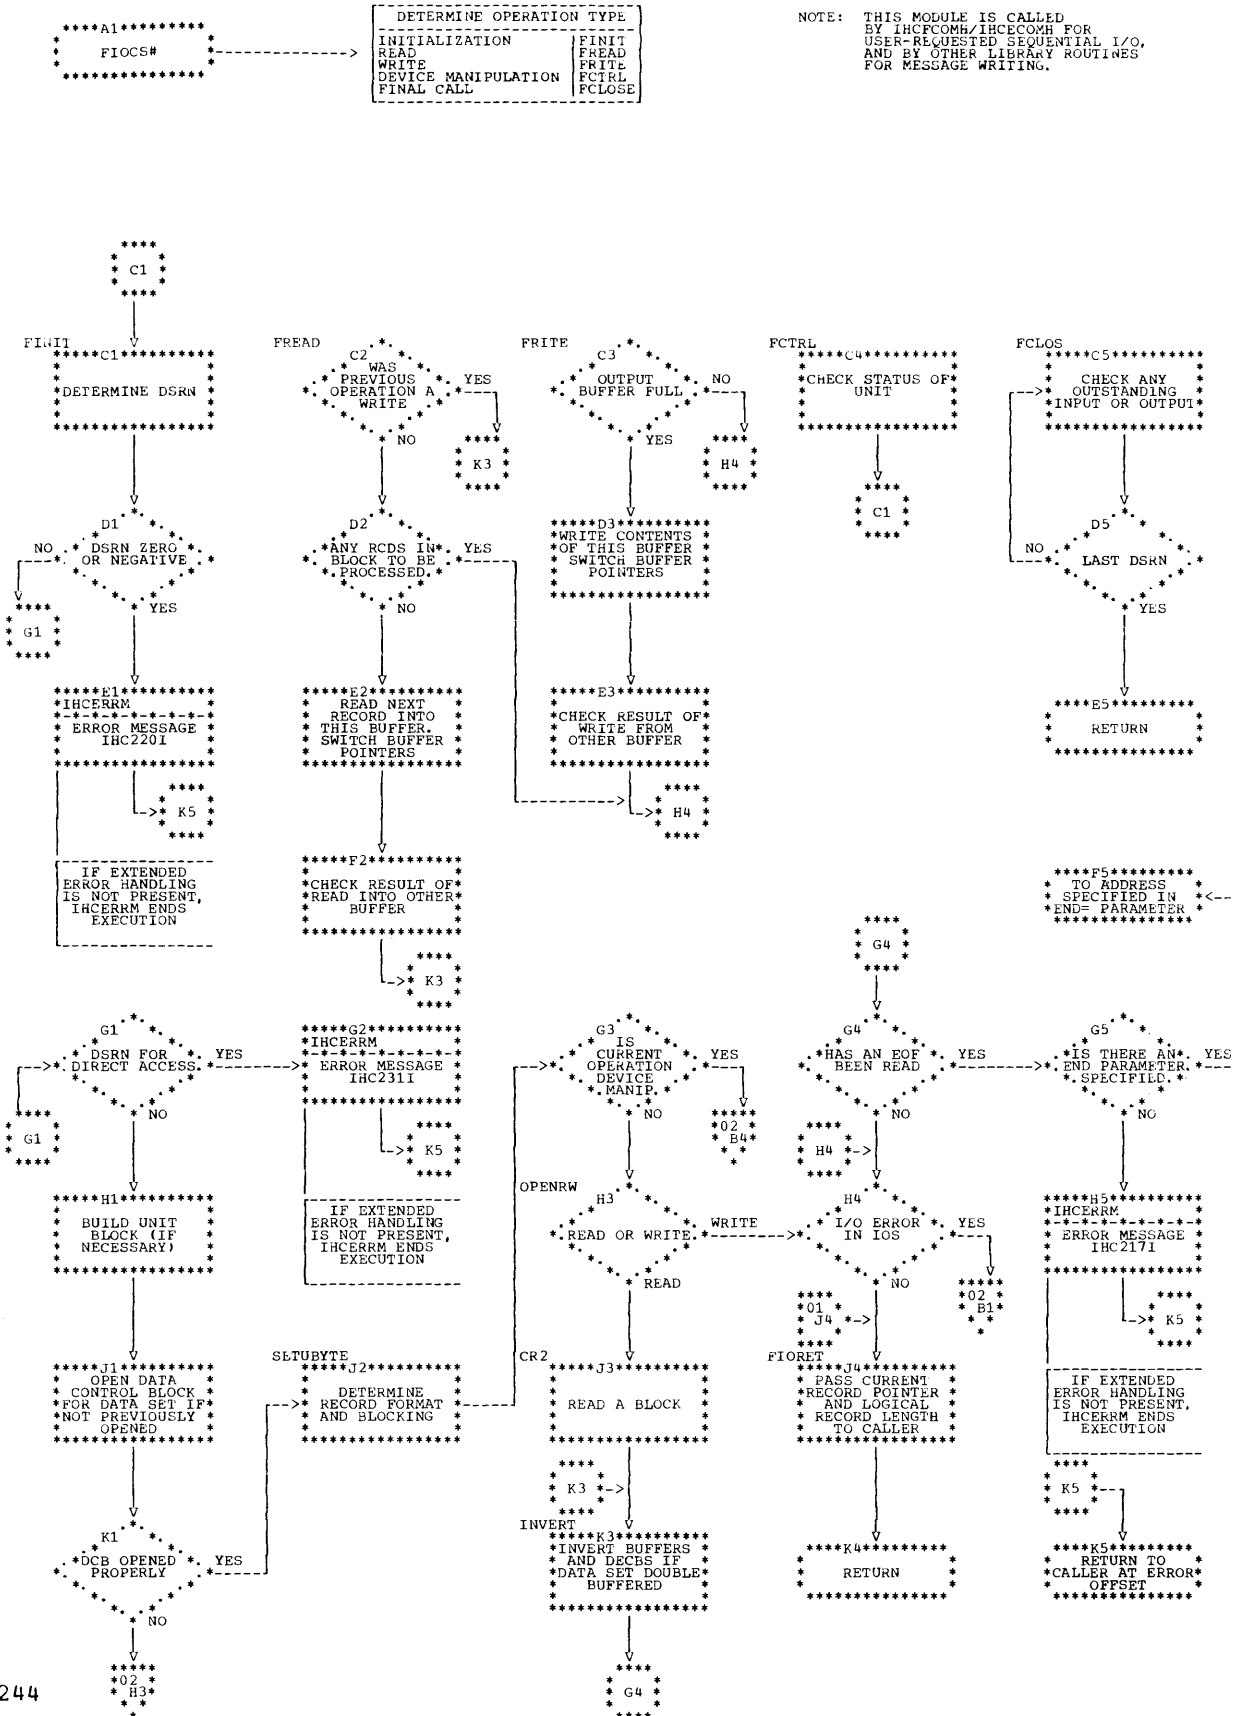 A1
FIOCS#
DETERMINE OPERATION TYPE
INITIALIZATION FINIT
READ FREAD
WRITE FRITE
DEVICE MANIPULATION FCTRL
FINAL CALL FCLOSE
NOTE: THIS MODULE IS CALLED
BY IHCFCOMH/IHCECOMH FOR
USER-REQUESTED SEQUENTIAL I/O,
AND BY OTHER LIBRARY ROUTINES
FOR MESSAGE WRITING.
C1
FINIT
C1
DETERMINE DSRN
D1
DSRN ZERO
OR NEGATIVE
NO
YES
G1
E1
IHCERRM
ERROR MESSAGE
IHC220I
K5
IF EXTENDED
ERROR HANDLING
IS NOT PRESENT,
IHCERRM ENDS
EXECUTION
G1
DSRN FOR
DIRECT ACCESS
YES
NO
G1
H1
BUILD UNIT
BLOCK (IF
NECESSARY)
J1
OPEN DATA
CONTROL BLOCK
FOR DATA SET IF
NOT PREVIOUSLY
OPENED
K1
DCB OPENED
PROPERLY
YES
NO
02
H3
FREAD
C2
WAS
PREVIOUS
OPERATION A
WRITE
YES
NO
K3
D2
ANY RCDS IN
BLOCK TO BE
PROCESSED.
YES
NO
E2
READ NEXT
RECORD INTO
THIS BUFFER.
SWITCH BUFFER
POINTERS
F2
CHECK RESULT OF
READ INTO OTHER
BUFFER
K3
G2
IHCERRM
ERROR MESSAGE
IHC231I
K5
IF EXTENDED
ERROR HANDLING
IS NOT PRESENT,
IHCERRM ENDS
EXECUTION
SETUBYTE
J2
DETERMINE
RECORD FORMAT
AND BLOCKING
FRITE
C3
OUTPUT
BUFFER FULL
NO
YES
H4
D3
WRITE CONTENTS
OF THIS BUFFER
SWITCH BUFFER
POINTERS
E3
CHECK RESULT OF
WRITE FROM
OTHER BUFFER
H4
G3
IS
CURRENT
OPERATION
DEVICE
MANIP.
YES
NO
02
B4
OPENRW
H3
READ OR WRITE
WRITE
READ
CR2
J3
READ A BLOCK
K3
INVERT
K3
INVERT BUFFERS
AND DECBS IF
DATA SET DOUBLE
BUFFERED
G4
FCTRL
C4
CHECK STATUS OF
UNIT
C1
G4
G4
HAS AN EOF
BEEN READ
YES
NO
H4
H4
I/O ERROR
IN IOS
YES
NO
02
B1
01
J4
FIORET
J4
PASS CURRENT
RECORD POINTER
AND LOGICAL
RECORD LENGTH
TO CALLER
K4
RETURN
FCLOS
C5
CHECK ANY
OUTSTANDING
INPUT OR OUTPUT
D5
LAST DSRN
NO
YES
E5
RETURN
F5
TO ADDRESS
SPECIFIED IN
END= PARAMETER
G5
IS THERE AN
END PARAMETER
SPECIFIED.
YES
NO
H5
IHCERRM
ERROR MESSAGE
IHC217I
K5
IF EXTENDED
ERROR HANDLING
IS NOT PRESENT,
IHCERRM ENDS
EXECUTION
K5
K5
RETURN TO
CALLER AT ERROR
OFFSET
244